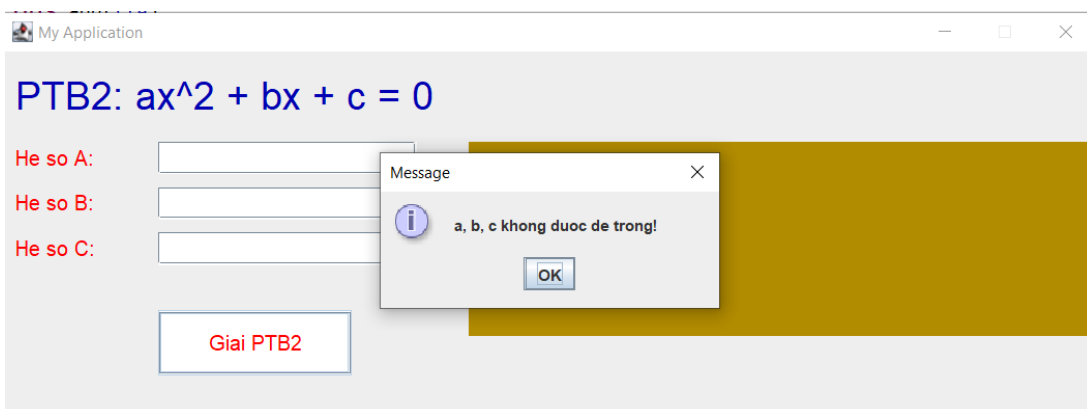 My Application
PTB2: ax^2 + bx + c = 0
He so A:
He so B:
He so C:
Message
i
a, b, c khong duoc de trong!
OK
Giai PTB2